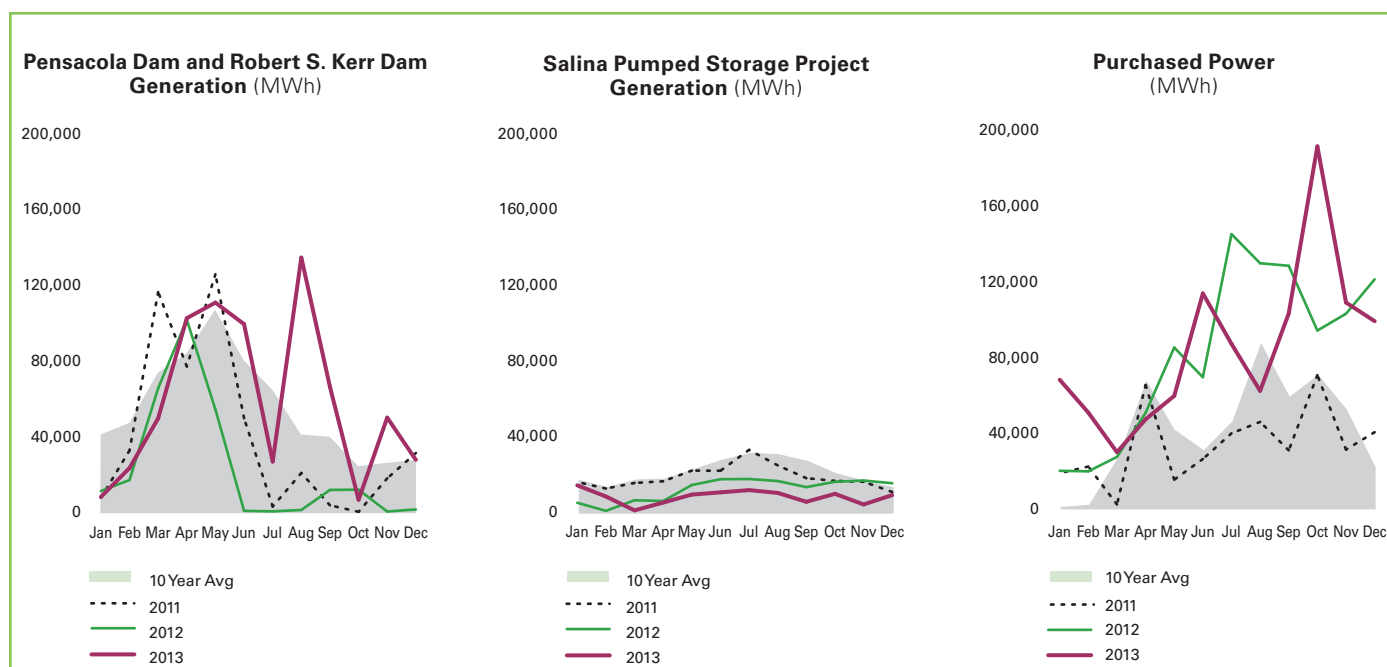 Pensacola Dam and Robert S. Kerr Dam
Generation (MWh)
200,000
160,000
120,000
80,000
40,000
0
Jan Feb Mar Apr May Jun Jul Aug Sep Oct Nov Dec
10 Year Avg
2011
2012
2013
Salina Pumped Storage Project
Generation (MWh)
200,000
160,000
120,000
80,000
40,000
0
Jan Feb Mar Apr May Jun Jul Aug Sep Oct Nov Dec
10 Year Avg
2011
2012
2013
Purchased Power
(MWh)
200,000
160,000
120,000
80,000
40,000
0
Jan Feb Mar Apr May Jun Jul Aug Sep Oct Nov Dec
10 Year Avg
2011
2012
2013